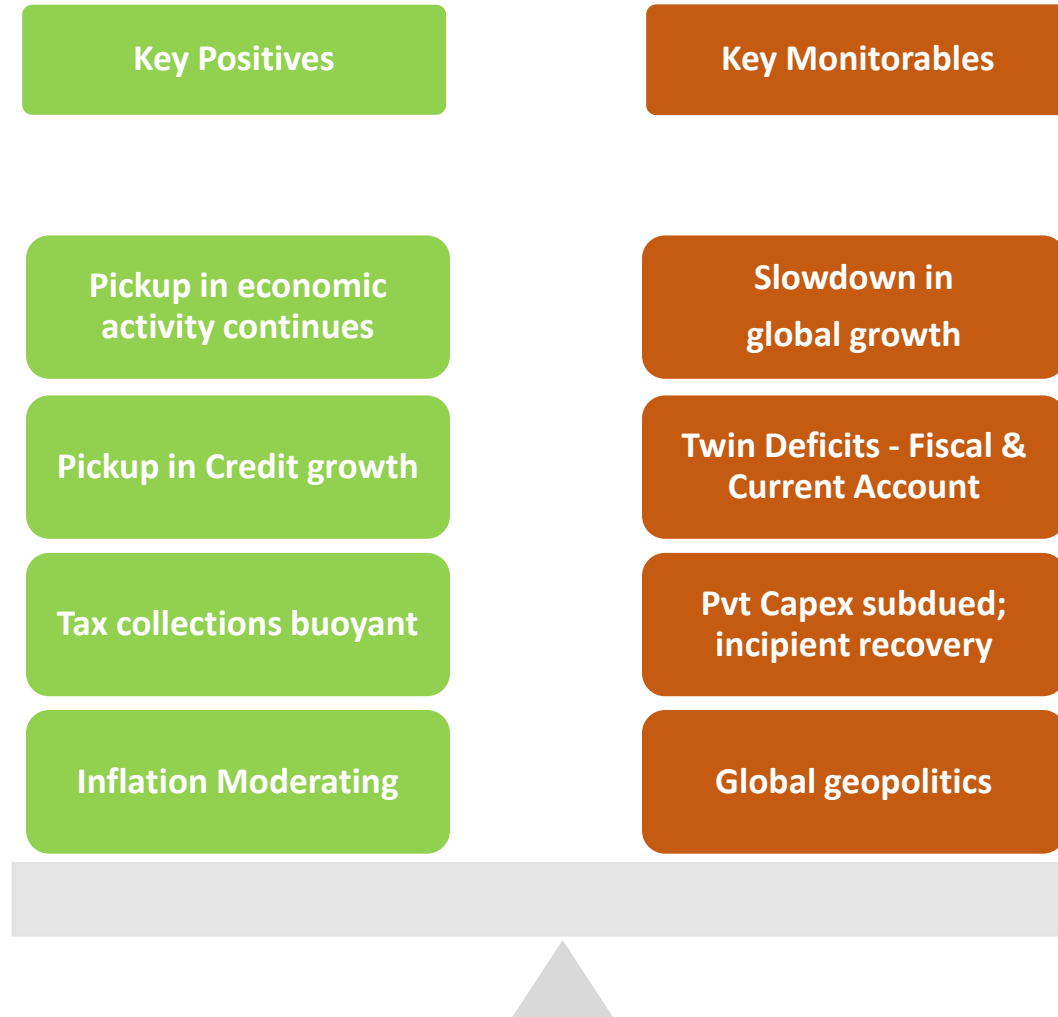 Key Positives
Key Monitorables
Pickup in economic
activity continues
Slowdown in
global growth
Pickup in Credit growth
Twin Deficits - Fiscal &
Current Account
Tax collections buoyant
Pvt Capex subdued;
incipient recovery
Inflation Moderating
Global geopolitics